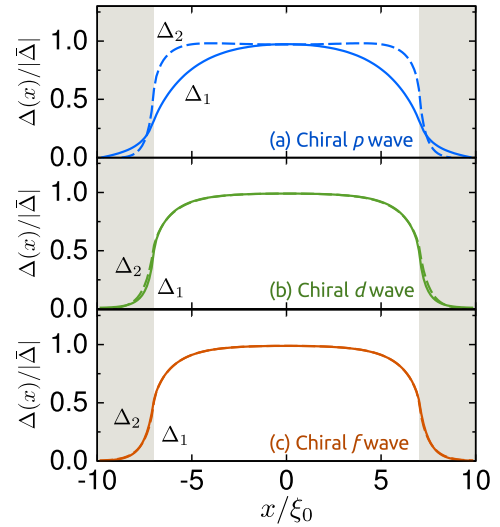 Δ(x)/|Δ̄|
1.0
0.5
0.0
Δ₂
Δ₁
(a) Chiral p wave
Δ(x)/|Δ̄|
1.0
0.5
0.0
Δ₂
Δ₁
(b) Chiral d wave
Δ(x)/|Δ̄|
1.0
0.5
0.0
Δ₂
Δ₁
(c) Chiral f wave
-10 -5 0 5 10
x/ξ₀